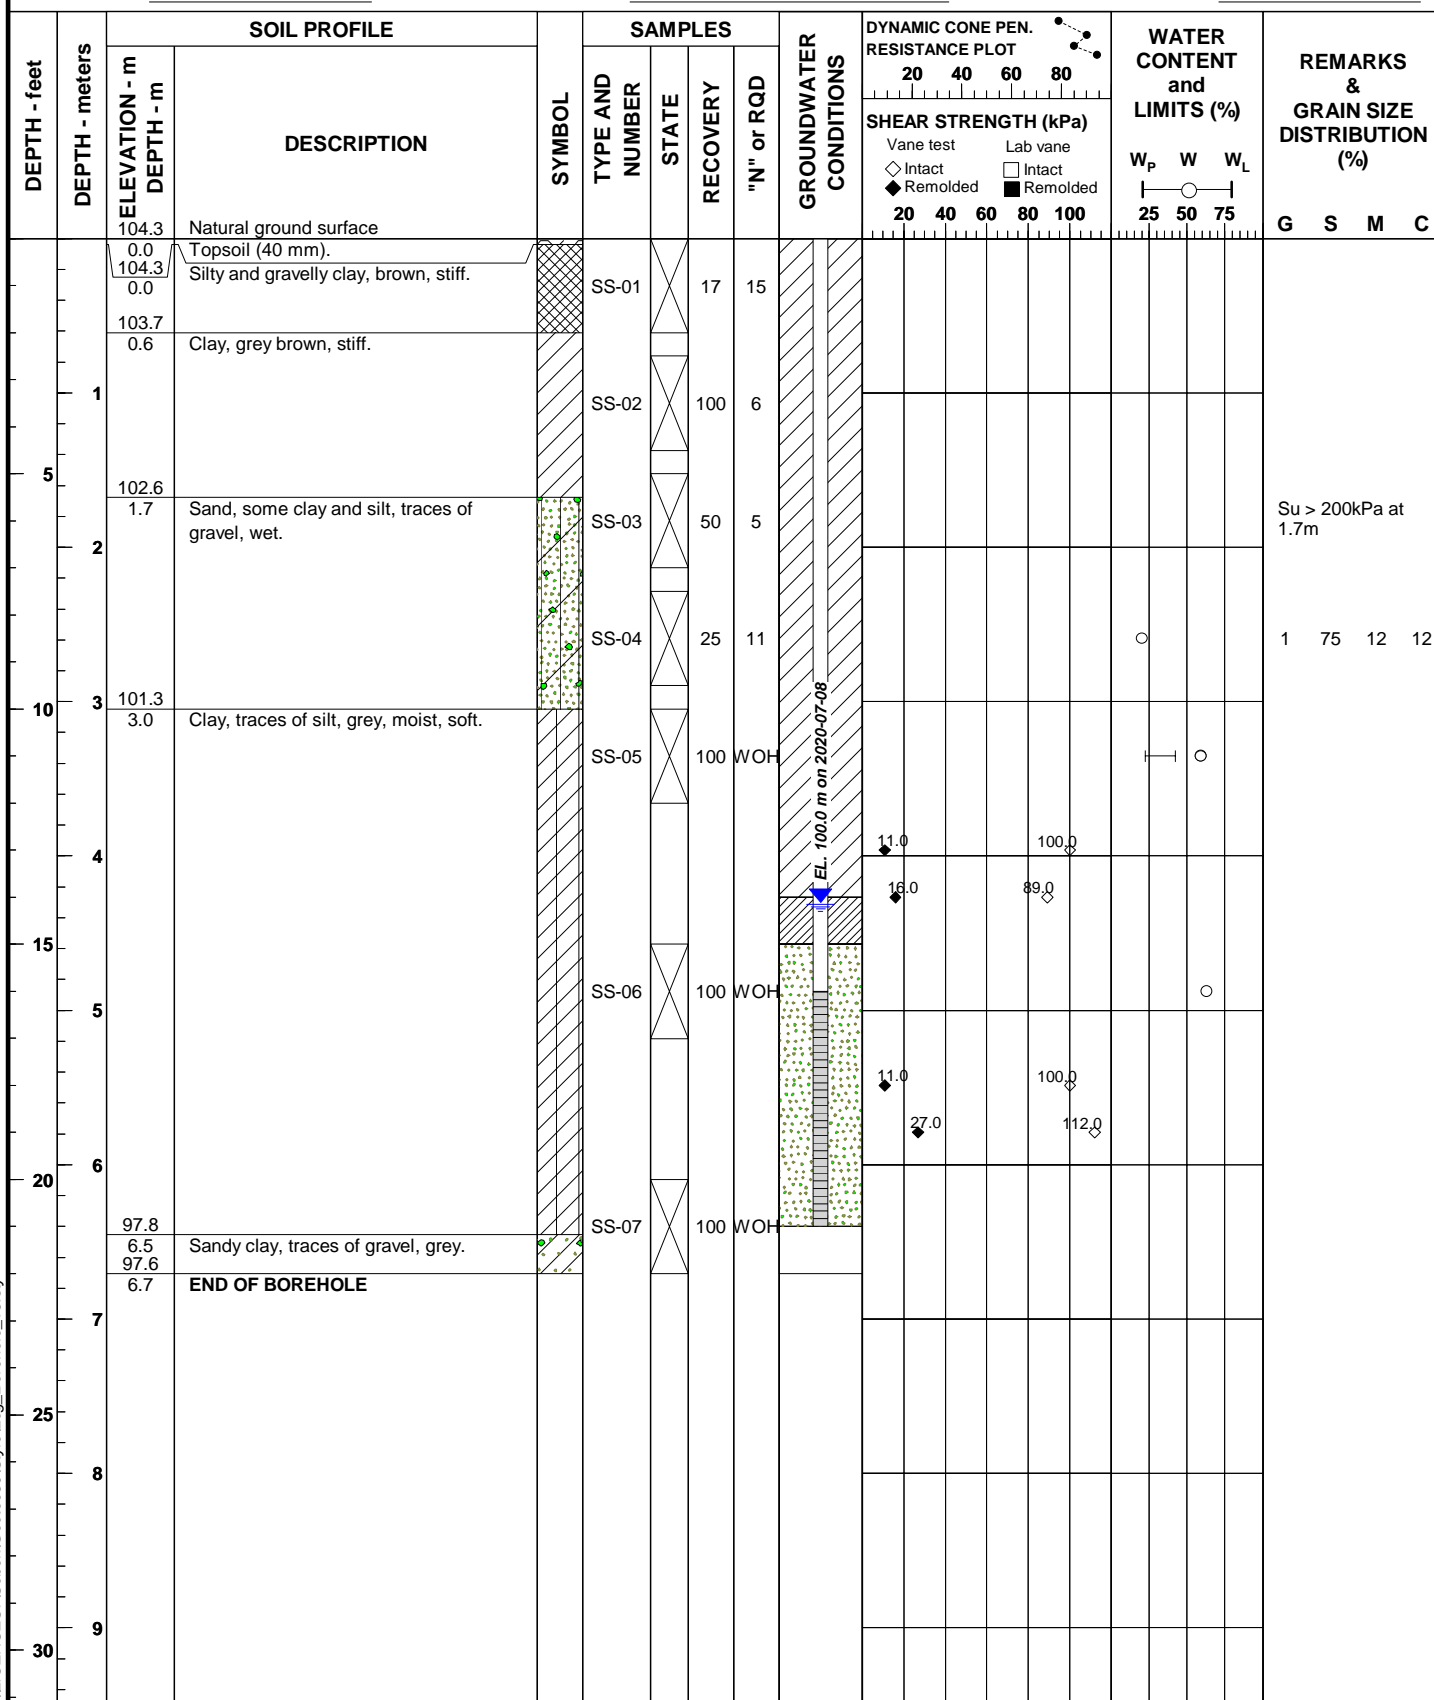 DEPTH - feet
DEPTH - meters
SOIL PROFILE
ELEVATION - m
DEPTH - m
DESCRIPTION
SYMBOL
SAMPLES
TYPE AND
NUMBER
STATE
RECOVERY
"N" or RQD
GROUNDWATER
CONDITIONS
DYNAMIC CONE PEN.
RESISTANCE PLOT
20 40 60 80
SHEAR STRENGTH (kPa)
Vane test Lab vane
Intact Intact
Remolded Remolded
20 40 60 80 100
WATER
CONTENT
and
LIMITS (%)
WP W WL
25 50 75
REMARKS
&
GRAIN SIZE
DISTRIBUTION
(%)
G S M C
104.3 Natural ground surface
0.0 Topsoil (40 mm).
104.3 Silty and gravelly clay, brown, stiff.
0.0
SS-01 17 15
103.7
0.6 Clay, grey brown, stiff.
1
SS-02 100 6
5
102.6
1.7 Sand, some clay and silt, traces of
gravel, wet.
SS-03 50 5
Su > 200kPa at
1.7m
2
SS-04 25 11
1 75 12 12
101.3
10 3
3.0 Clay, traces of silt, grey, moist, soft.
SS-05 100 WOH
EL. 100.0 m on 2020-07-08
11.0 100.0
4
16.0 89.0
15
SS-06 100 WOH
5
11.0 100.0
27.0 112.0
6
20
97.8
SS-07 100 WOH
6.5 Sandy clay, traces of gravel, grey.
97.6
6.7 END OF BOREHOLE
7
25
8
9
30